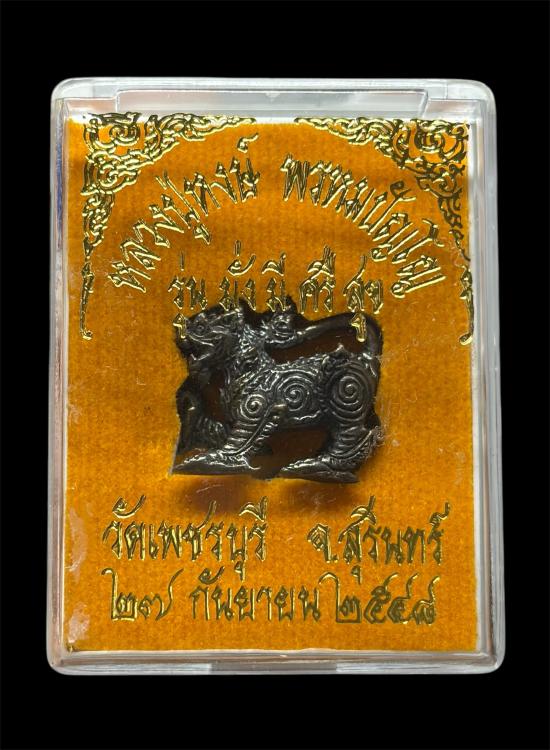 หลวงปู่หงษ์ พรหมปัญโญ
รุ่น มั่ง มี ศรี สุข
วัดเพชรบุรี จ.สุรินทร์
๒๗ กันยายน ๒๕๔๘